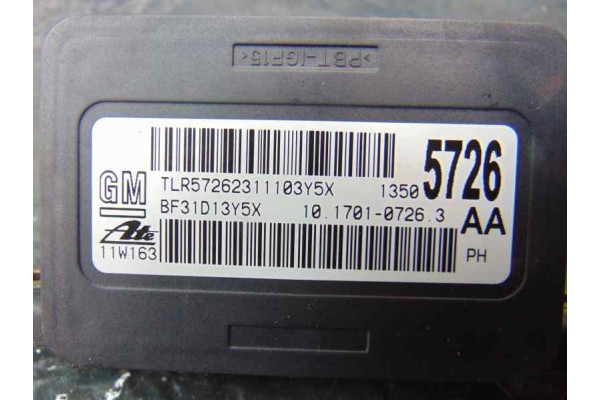 >PBT-IGF15<
GM
TLR57262311103Y5X 1350 5726
BF31D13Y5X 10.1701-0726.3 AA
Ate
11W163 PH